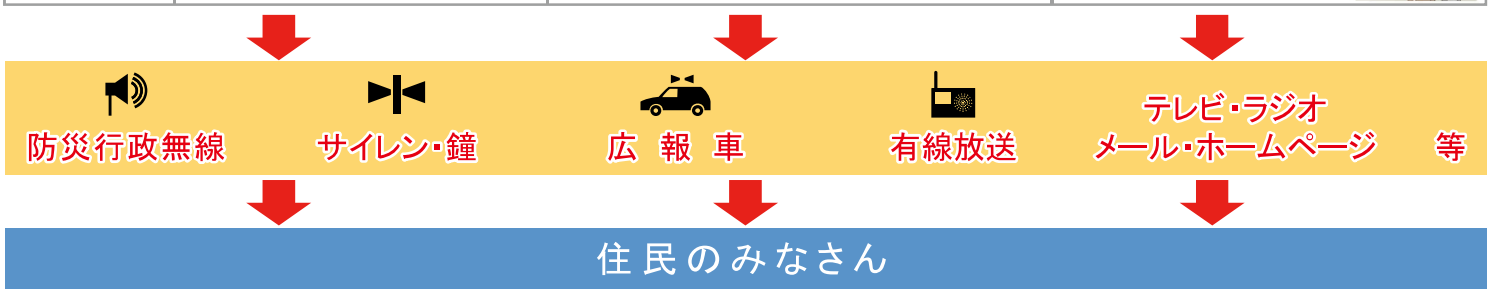 防災行政無線
サイレン・鐘
広報車
有線放送
テレビ・ラジオ
メール・ホームページ 等
住民のみなさん